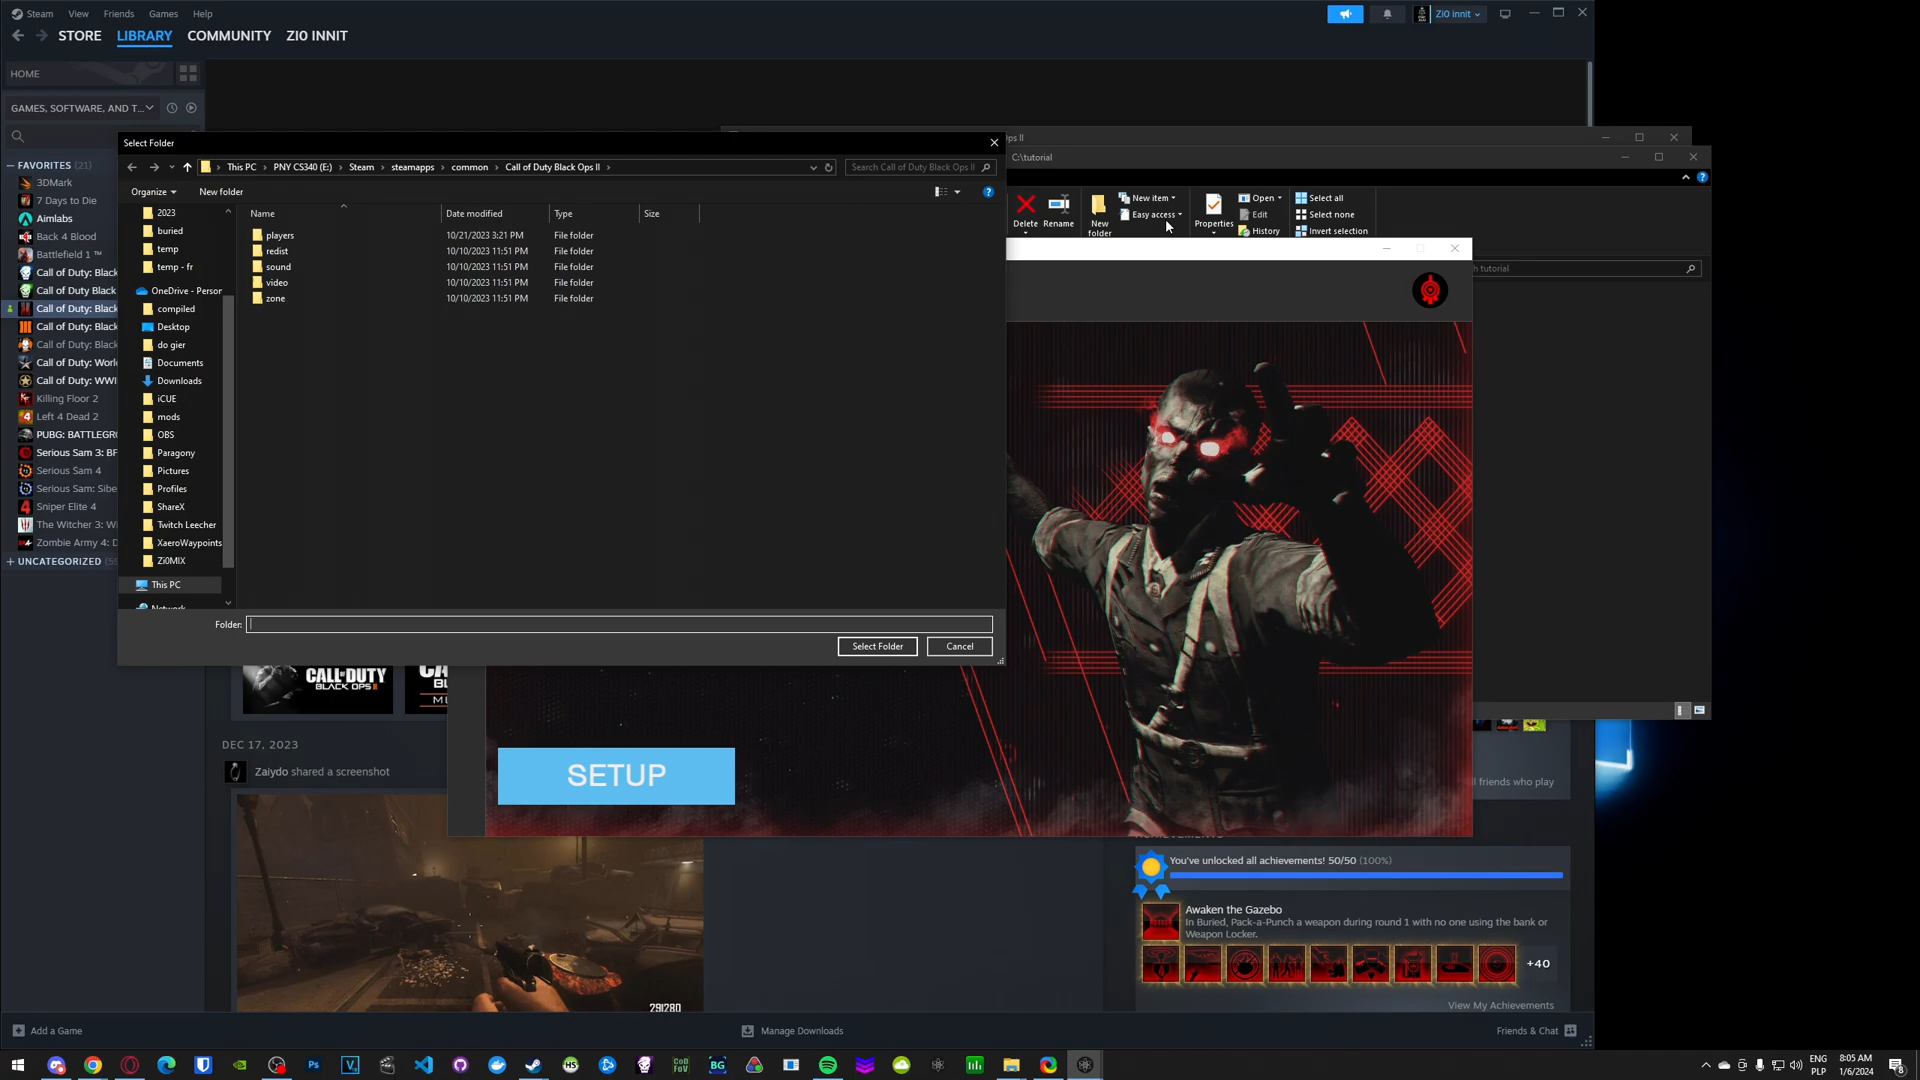 Steam View Friends Games Help
Zi0 innit
STORE LIBRARY COMMUNITY ZI0 INNIT
HOME
GAMES, SOFTWARE, AND T...
FAVORITES (21)
3DMark
7 Days to Die
Aimlabs
Back 4 Blood
Battlefield 1 ™
Call of Duty: Black
Call of Duty Black
Call of Duty: Black
Call of Duty: Black
Call of Duty: Black
Call of Duty: Worl
Call of Duty: WWI
Killing Floor 2
Left 4 Dead 2
PUBG: BATTLEGR
Serious Sam 3: BF
Serious Sam 4
Serious Sam: Sibe
Sniper Elite 4
The Witcher 3: Wi
Zombie Army 4: D
UNCATEGORIZED
Select Folder
This PC › PNY CS340 (E:) › Steam › steamapps › common › Call of Duty Black Ops II ›
Search Call of Duty Black Ops II
Organize New folder
Name Date modified Type Size
players 10/21/2023 3:21 PM File folder
redist 10/10/2023 11:51 PM File folder
sound 10/10/2023 11:51 PM File folder
video 10/10/2023 11:51 PM File folder
zone 10/10/2023 11:51 PM File folder
2023
buried
temp
temp - fr
OneDrive - Person
compiled
Desktop
do gier
Documents
Downloads
iCUE
mods
OBS
Paragony
Pictures
Profiles
ShareX
Twitch Leecher
XaeroWaypoints
Zi0MIX
This PC
Network
Folder:
Select Folder Cancel
ps II
C:\tutorial
Delete Rename New folder
New item
Easy access
Properties
Open
Edit
History
Select all
Select none
Invert selection
h tutorial
SETUP
CALL OF DUTY
BLACK OPS II
DEC 17, 2023
Zaiydo shared a screenshot
291280
friends who play
You've unlocked all achievements! 50/50 (100%)
Awaken the Gazebo
In Buried, Pack-a-Punch a weapon during round 1 with no one using the bank or
Weapon Locker.
+40
View My Achievements
Add a Game Manage Downloads Friends & Chat
Ps
HS
COD
FOV
BG
ENG
PLP
8:05 AM
1/6/2024
8